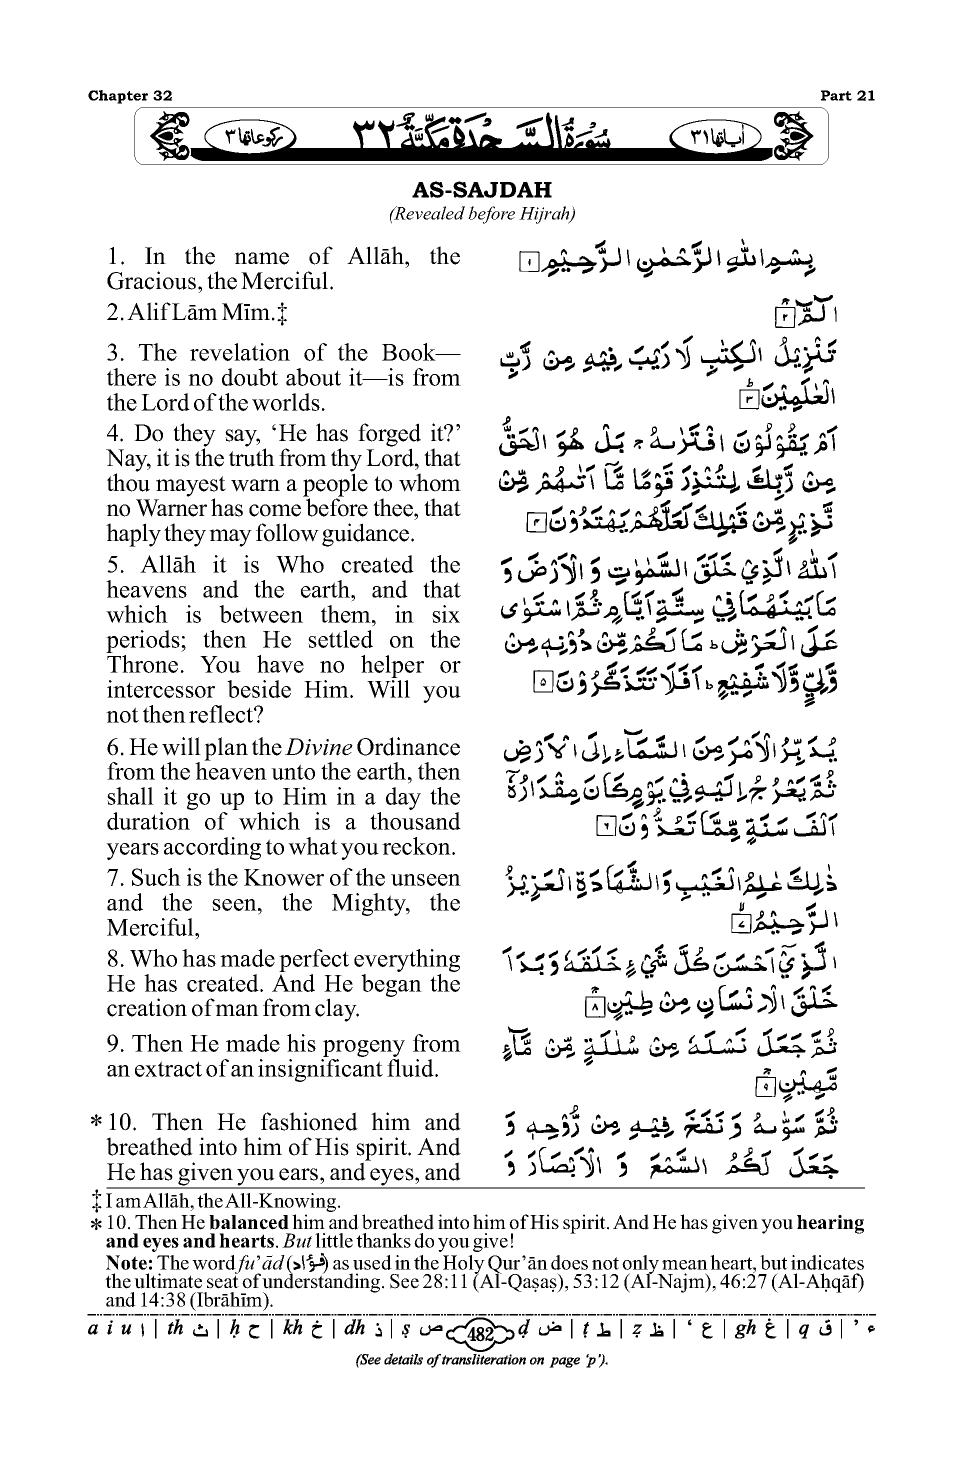 Chapter 32
Part 21
رکوعاتها ٣
سُوْرَةُ السَّجْدَةِ مَكِّيَّةٌ ٣٢
اٰیاتها ٣١
AS-SAJDAH
(Revealed before Hijrah)
1. In the name of Allāh, the
Gracious, the Merciful.
بِسْمِ اللّٰهِ الرَّحْمٰنِ الرَّحِيْمِ ۱
2. Alif Lām Mīm.‡
الٓمّٓ ۚ ۲
3. The revelation of the Book—
there is no doubt about it—is from
the Lord of the worlds.
تَنْزِيْلُ الْكِتٰبِ لَا رَيْبَ فِيْهِ مِنْ رَّبِّ
الْعٰلَمِيْنَ ؕ ۳
4. Do they say, ‘He has forged it?’
Nay, it is the truth from thy Lord, that
thou mayest warn a people to whom
no Warner has come before thee, that
haply they may follow guidance.
اَمْ يَقُوْلُوْنَ افْتَرٰىهُ ۚ بَلْ هُوَ الْحَقُّ
مِنْ رَّبِّكَ لِتُنْذِرَ قَوْمًا مَّاۤ اَتٰىهُمْ مِّنْ
نَّذِيْرٍ مِّنْ قَبْلِكَ لَعَلَّهُمْ يَهْتَدُوْنَ ۴
5. Allāh it is Who created the
heavens and the earth, and that
which is between them, in six
periods; then He settled on the
Throne. You have no helper or
intercessor beside Him. Will you
not then reflect?
اَللّٰهُ الَّذِيْ خَلَقَ السَّمٰوٰتِ وَ الْاَرْضَ وَ
مَا بَيْنَهُمَا فِيْ سِتَّةِ اَيَّامٍ ثُمَّ اسْتَوٰى
عَلَى الْعَرْشِ ؕ مَا لَكُمْ مِّنْ دُوْنِهٖ مِنْ
وَّلِيٍّ وَّلَا شَفِيْعٍ ؕ اَفَلَا تَتَذَكَّرُوْنَ ۵
6. He will plan the Divine Ordinance
from the heaven unto the earth, then
shall it go up to Him in a day the
duration of which is a thousand
years according to what you reckon.
يُدَبِّرُ الْاَمْرَ مِنَ السَّمَآءِ اِلَى الْاَرْضِ
ثُمَّ يَعْرُجُ اِلَيْهِ فِيْ يَوْمٍ كَانَ مِقْدَارُهٗۤ
اَلْفَ سَنَةٍ مِّمَّا تَعُدُّوْنَ ۶
7. Such is the Knower of the unseen
and the seen, the Mighty, the
Merciful,
ذٰلِكَ عٰلِمُ الْغَيْبِ وَ الشَّهَادَةِ الْعَزِيْزُ
الرَّحِيْمُ ۙ ۷
8. Who has made perfect everything
He has created. And He began the
creation of man from clay.
الَّذِيْۤ اَحْسَنَ كُلَّ شَيْءٍ خَلَقَهٗ وَ بَدَاَ
خَلْقَ الْاِنْسَانِ مِنْ طِيْنٍ ۚ ۸
9. Then He made his progeny from
an extract of an insignificant fluid.
ثُمَّ جَعَلَ نَسْلَهٗ مِنْ سُلٰلَةٍ مِّنْ مَّآءٍ
مَّهِيْنٍ ۚ ۹
*10. Then He fashioned him and
breathed into him of His spirit. And
He has given you ears, and eyes, and
ثُمَّ سَوّٰىهُ وَ نَفَخَ فِيْهِ مِنْ رُّوْحِهٖ وَ
جَعَلَ لَكُمُ السَّمْعَ وَ الْاَبْصَارَ وَ
‡ I am Allāh, the All-Knowing.
* 10. Then He balanced him and breathed into him of His spirit. And He has given you hearing
and eyes and hearts. But little thanks do you give!
Note: The word fu’ād (فؤاد) as used in the Holy Qur’ān does not only mean heart, but indicates
the ultimate seat of understanding. See 28:11 (Al-Qaṣaṣ), 53:12 (Al-Najm), 46:27 (Al-Aḥqāf)
and 14:38 (Ibrāhīm).
a i u ا | th ث | ḥ ح | kh خ | dh ذ | ṣ ص 482 ḍ ض | ṭ ط | ẓ ظ | ‘ ع | gh غ | q ق | ’ ء
(See details of transliteration on page ‘p’).